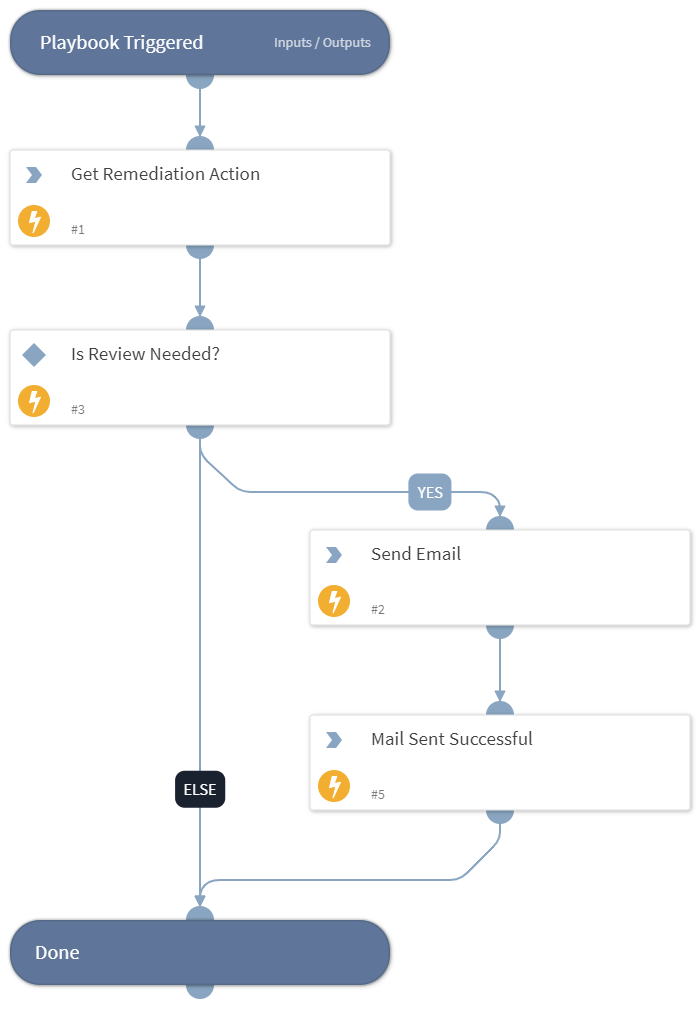 Playbook Triggered
Inputs / Outputs
Get Remediation Action
#1
Is Review Needed?
#3
YES
Send Email
#2
Mail Sent Successful
#5
ELSE
Done